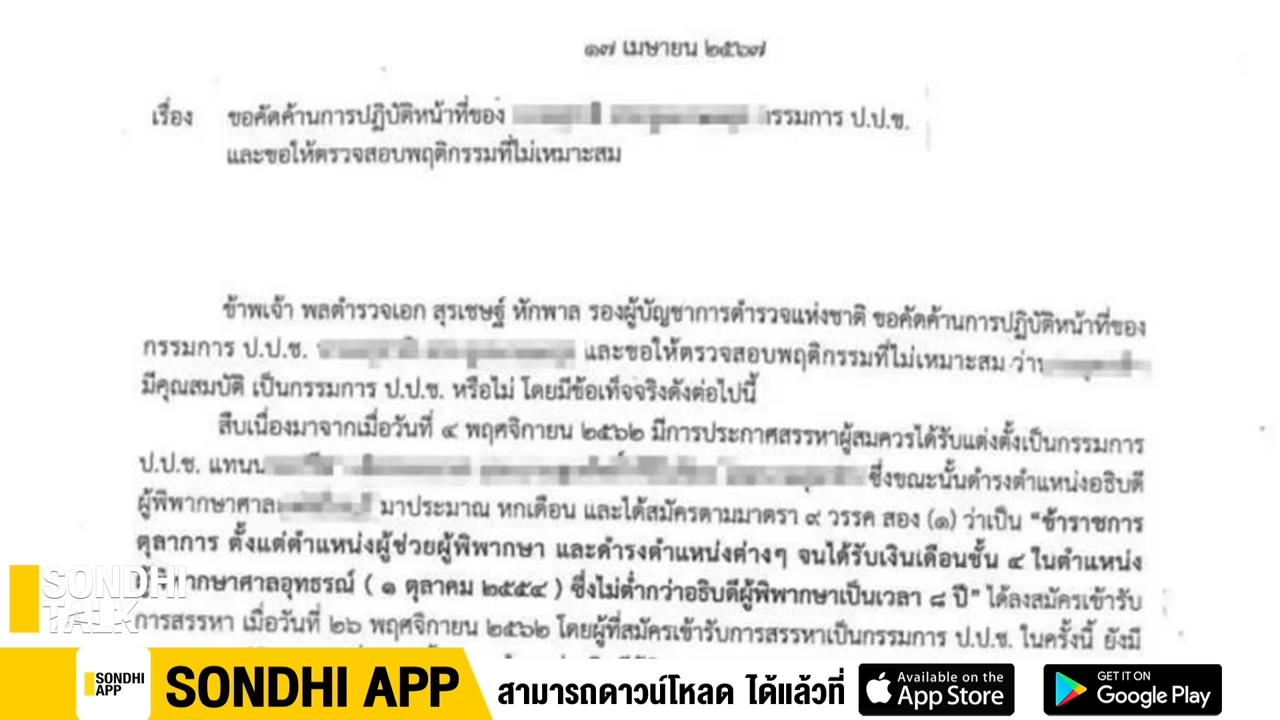 ๑๗ เมษายน ๒๕๖๗
เรื่อง ขอคัดค้านการปฏิบัติหน้าที่ของ กรรมการ ป.ป.ช.
และขอให้ตรวจสอบพฤติกรรมที่ไม่เหมาะสม
ข้าพเจ้า พลตำรวจเอก สุรเชษฐ์ หักพาล รองผู้บัญชาการตำรวจแห่งชาติ ขอคัดค้านการปฏิบัติหน้าที่ของ
กรรมการ ป.ป.ช. และขอให้ตรวจสอบพฤติกรรมที่ไม่เหมาะสม ว่า
มีคุณสมบัติ เป็นกรรมการ ป.ป.ช. หรือไม่ โดยมีข้อเท็จจริงดังต่อไปนี้
สืบเนื่องมาจากเมื่อวันที่ ๔ พฤศจิกายน ๒๕๖๒ มีการประกาศสรรหาผู้สมควรได้รับแต่งตั้งเป็นกรรมการ
ป.ป.ช. แทน ซึ่งขณะนั้นดำรงตำแหน่งอธิบดี
ผู้พิพากษาศาล มาประมาณ หกเดือน และได้สมัครตามมาตรา ๙ วรรค สอง (๑) ว่าเป็น "ข้าราชการ
ตุลาการ ตั้งแต่ตำแหน่งผู้ช่วยผู้พิพากษา และดำรงตำแหน่งต่างๆ จนได้รับเงินเดือนชั้น ๔ ในตำแหน่ง
ผู้พิพากษาศาลอุทธรณ์ ( ๑ ตุลาคม ๒๕๕๔ ) ซึ่งไม่ต่ำกว่าอธิบดีผู้พิพากษาเป็นเวลา ๘ ปี" ได้ลงสมัครเข้ารับ
การสรรหา เมื่อวันที่ ๒๖ พฤศจิกายน ๒๕๖๒ โดยผู้ที่สมัครเข้ารับการสรรหาเป็นกรรมการ ป.ป.ช. ในครั้งนี้ ยังมี
SONDHI
TALK
SONDHI
APP
SONDHI APP
สามารถดาวน์โหลด ได้แล้วที่
Available on the
App Store
GET IT ON
Google Play